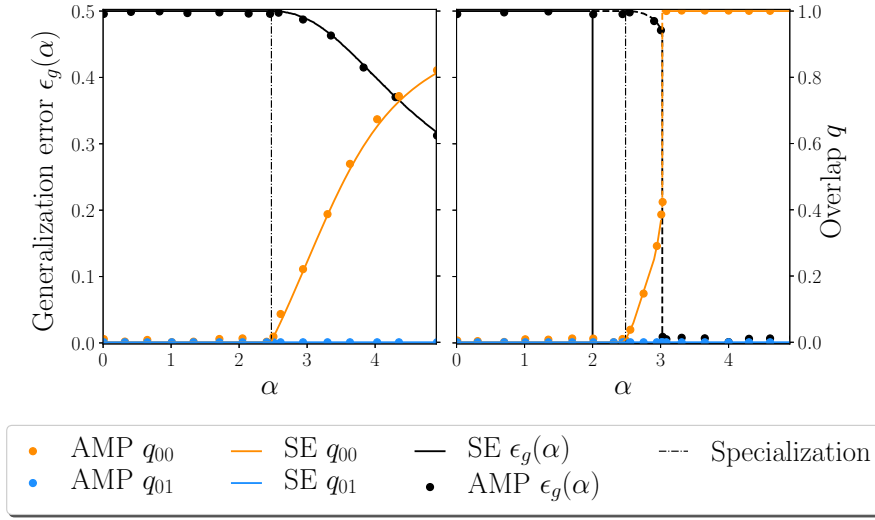 0.5
0.4
0.3
0.2
0.1
0.0
Generalization error ϵ_g(α)
0 1 2 3 4
α
0 1 2 3 4
α
1.0
0.8
0.6
0.4
0.2
0.0
Overlap q
AMP q_00 SE q_00 SE ϵ_g(α) Specialization
AMP q_01 SE q_01 AMP ϵ_g(α)